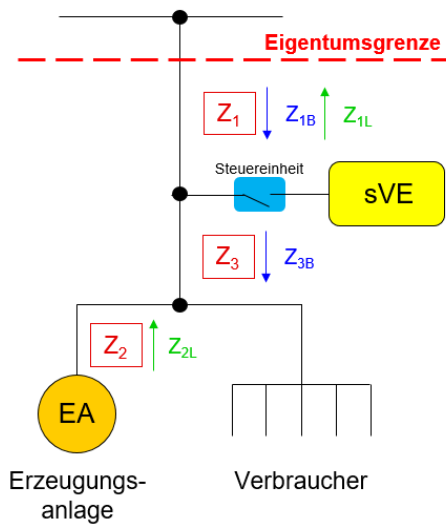 Eigentumsgrenze
Z1 Z1B Z1L
Steuereinheit
sVE
Z3 Z3B
Z2 Z2L
EA
Erzeugungs-
anlage
Verbraucher